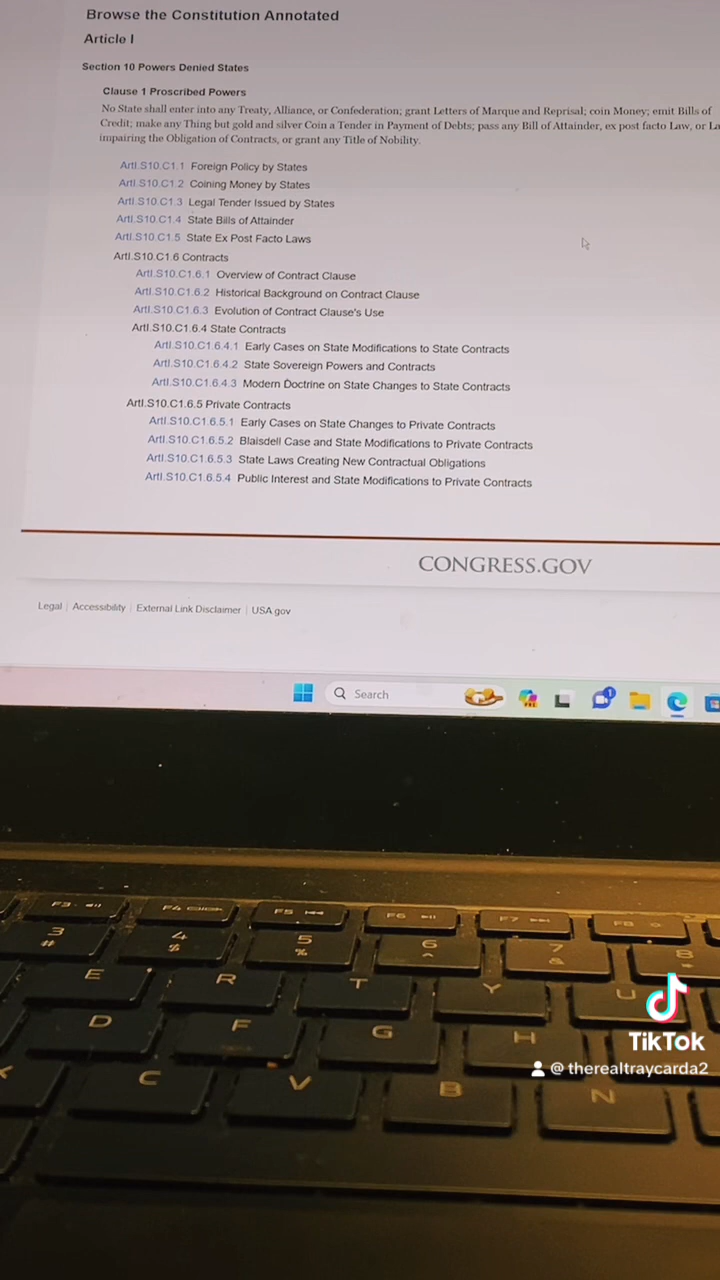 Browse the Constitution Annotated
Article I
Section 10 Powers Denied States
Clause 1 Proscribed Powers
No State shall enter into any Treaty, Alliance, or Confederation; grant Letters of Marque and Reprisal; coin Money; emit Bills of
Credit; make any Thing but gold and silver Coin a Tender in Payment of Debts; pass any Bill of Attainder, ex post facto Law, or La
impairing the Obligation of Contracts, or grant any Title of Nobility.
ArtI.S10.C1.1 Foreign Policy by States
ArtI.S10.C1.2 Coining Money by States
ArtI.S10.C1.3 Legal Tender Issued by States
ArtI.S10.C1.4 State Bills of Attainder
ArtI.S10.C1.5 State Ex Post Facto Laws
ArtI.S10.C1.6 Contracts
ArtI.S10.C1.6.1 Overview of Contract Clause
ArtI.S10.C1.6.2 Historical Background on Contract Clause
ArtI.S10.C1.6.3 Evolution of Contract Clause's Use
ArtI.S10.C1.6.4 State Contracts
ArtI.S10.C1.6.4.1 Early Cases on State Modifications to State Contracts
ArtI.S10.C1.6.4.2 State Sovereign Powers and Contracts
ArtI.S10.C1.6.4.3 Modern Doctrine on State Changes to State Contracts
ArtI.S10.C1.6.5 Private Contracts
ArtI.S10.C1.6.5.1 Early Cases on State Changes to Private Contracts
ArtI.S10.C1.6.5.2 Blaisdell Case and State Modifications to Private Contracts
ArtI.S10.C1.6.5.3 State Laws Creating New Contractual Obligations
ArtI.S10.C1.6.5.4 Public Interest and State Modifications to Private Contracts
CONGRESS.GOV
Legal | Accessibility | External Link Disclaimer | USA.gov
Search
1
F3 F4 F5 F6 F7 F8
3 4 5 6 7 8
# $ % ^ &
E R T Y U
D F G H
C V B N
TikTok
@ therealtraycarda2